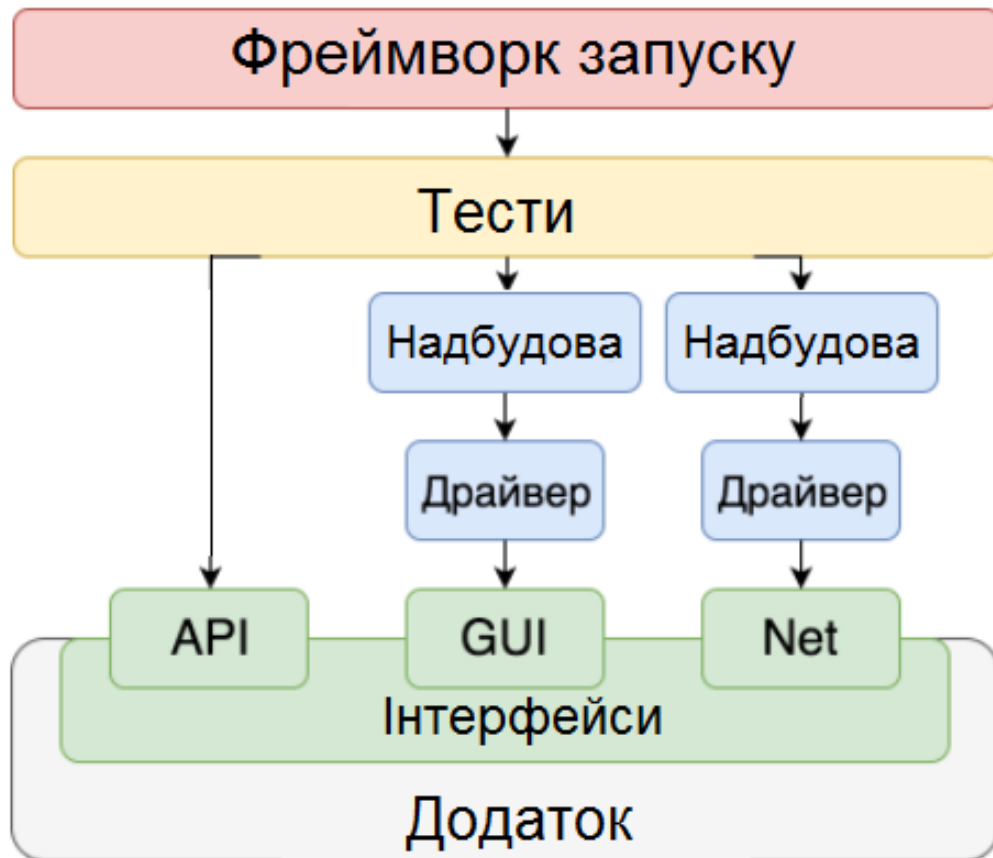 Фреймворк запуску
Тести
Надбудова
Надбудова
Драйвер
Драйвер
API
GUI
Net
Інтерфейси
Додаток